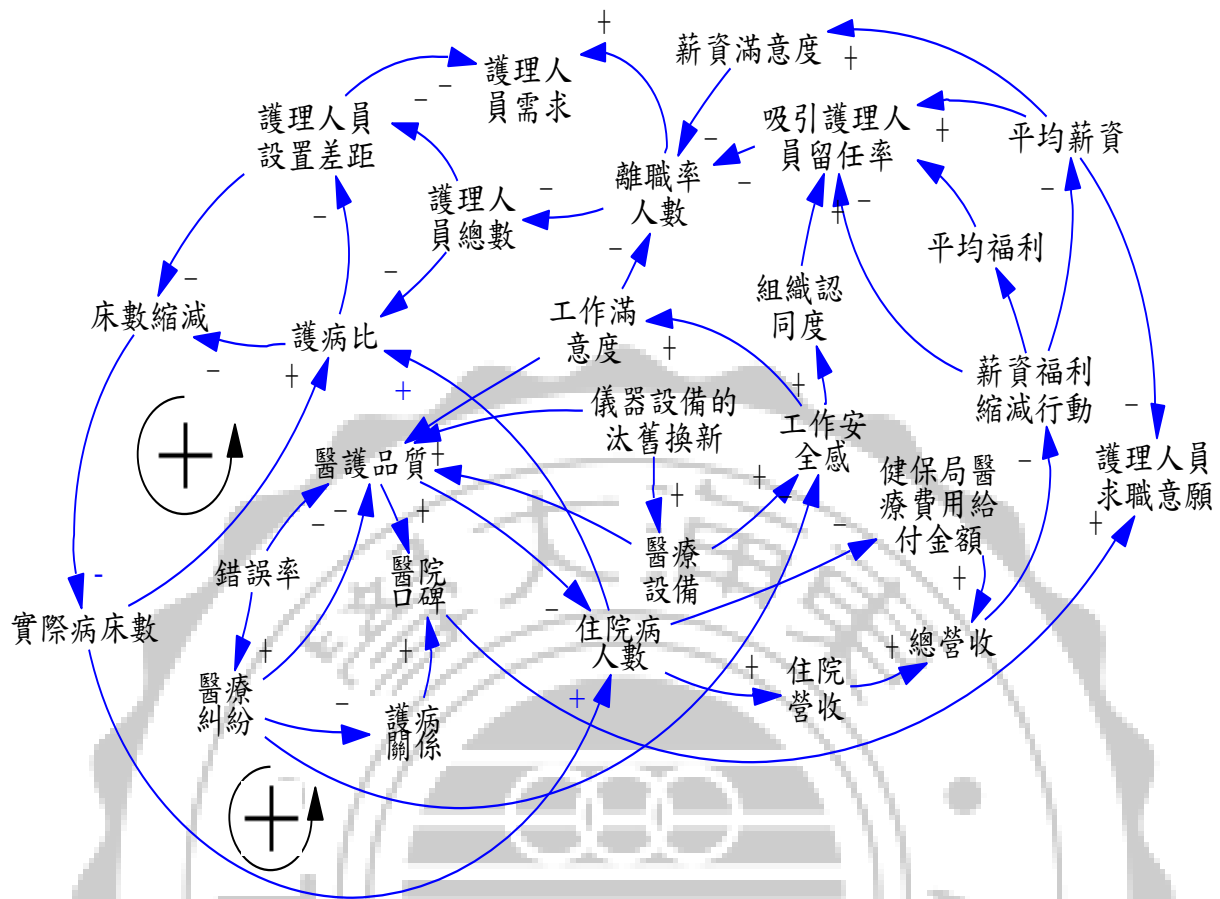 薪資滿意度
護理人
員需求
護理人員
設置差距
吸引護理人
員留任率
平均薪資
離職率
人數
護理人
員總數
平均福利
組織認
同度
床數縮減
護病比
工作滿
意度
薪資福利
縮減行動
儀器設備的
汰舊換新
工作安
全感
醫護品質
健保局醫
療費用給
付金額
護理人員
求職意願
錯誤率
醫院
口碑
醫療
設備
實際病床數
住院病
人數
總營收
醫療
糾紛
護病
關係
住院
營收